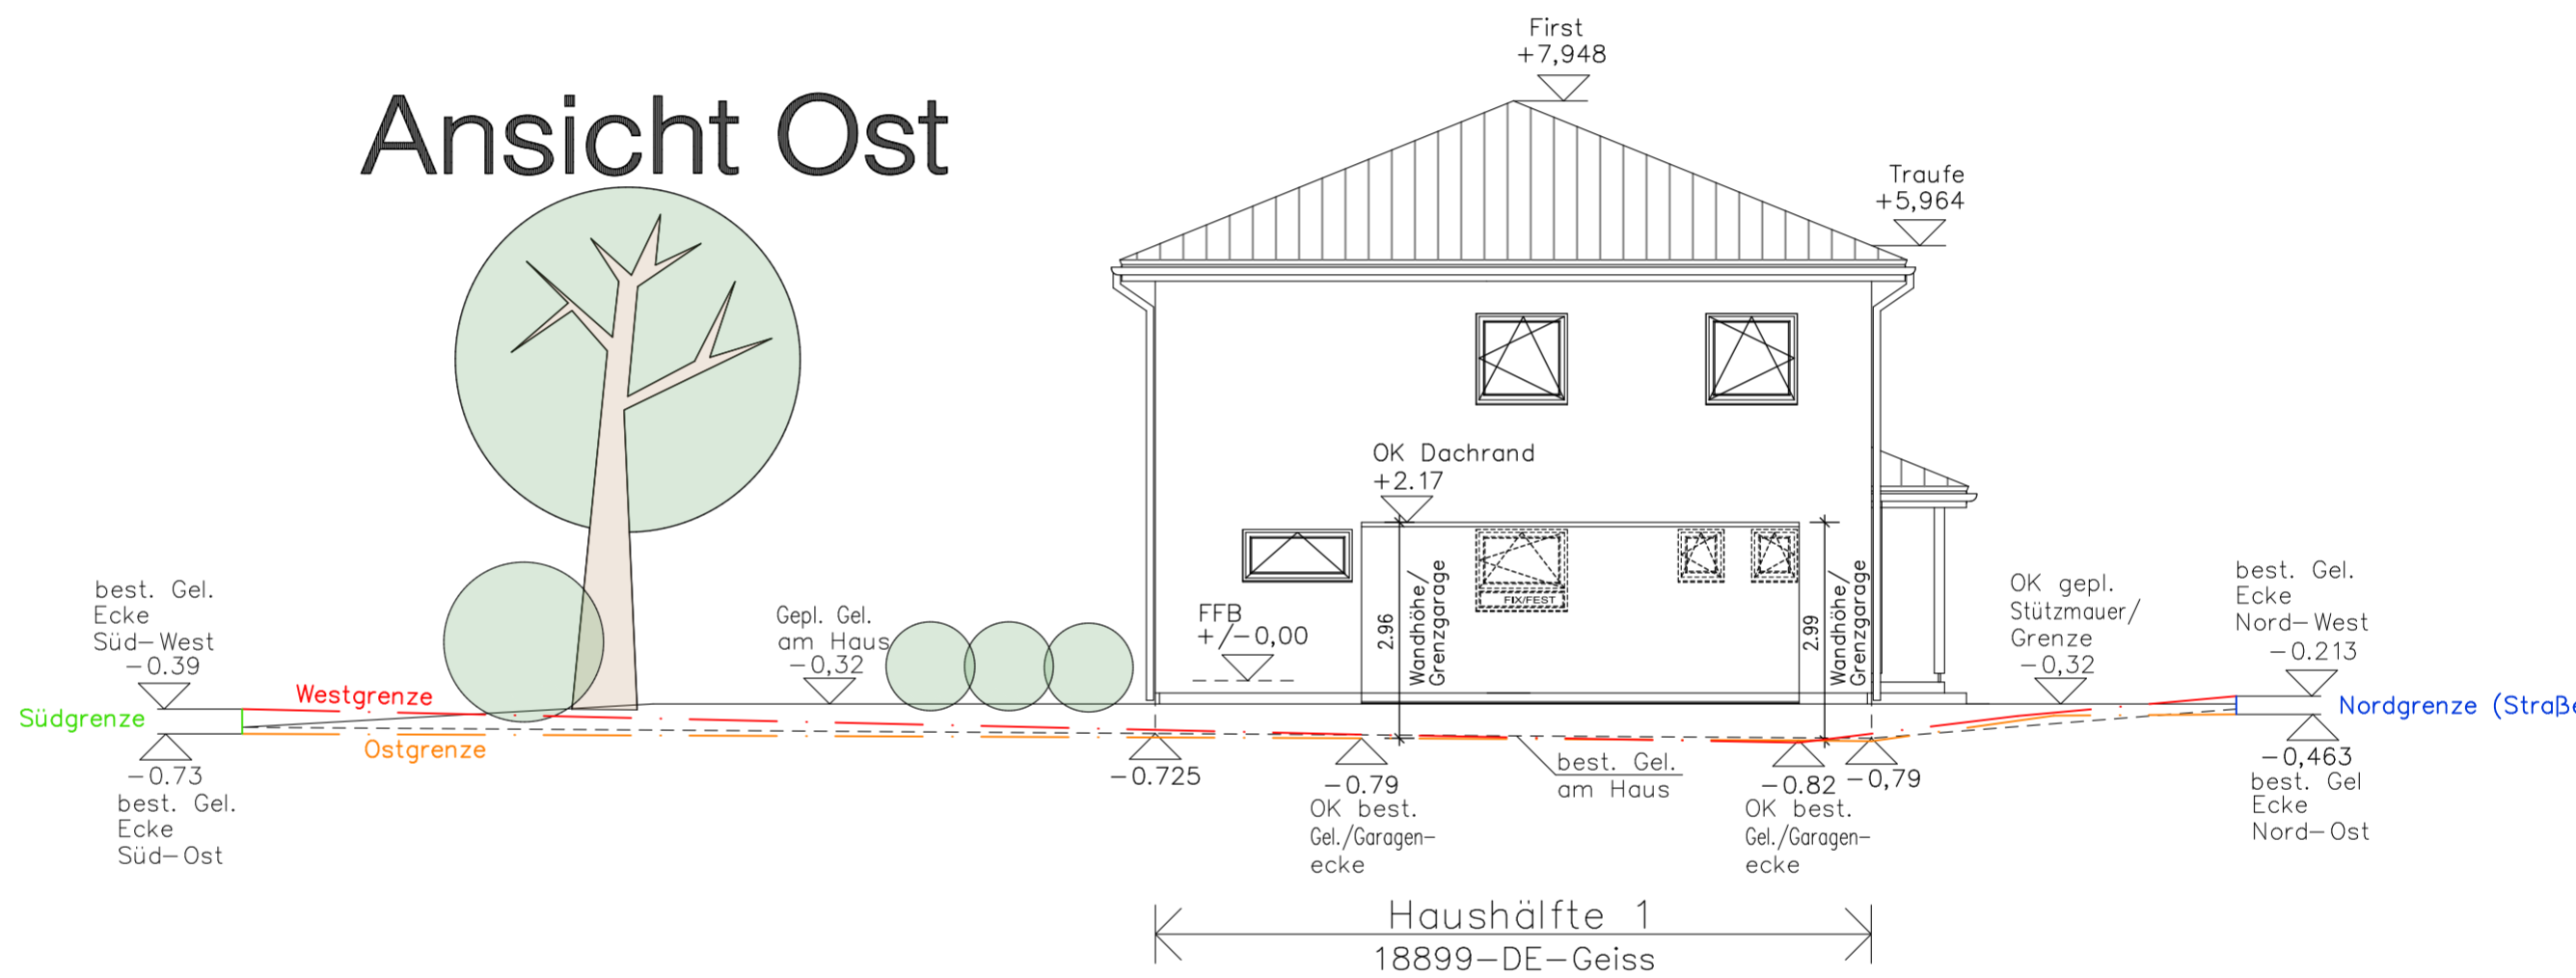 Ansicht Ost
First
+7,948
Traufe
+5,964
OK Dachrand
+2.17
FFB
+/-0,00
2.96
Wandhöhe/
Grenzgarage
FIX/FEST
2.99
Wandhöhe/
Grenzgarage
best. Gel.
Ecke
Süd-West
-0.39
Südgrenze
Westgrenze
Ostgrenze
-0.73
best. Gel.
Ecke
Süd-Ost
Gepl. Gel.
am Haus
-0,32
OK gepl.
Stützmauer/
Grenze
-0,32
best. Gel.
Ecke
Nord-West
-0.213
Nordgrenze (Straße
-0,463
best. Gel
Ecke
Nord-Ost
-0.725
-0.79
OK best.
Gel./Garagen-
ecke
best. Gel.
am Haus
-0.82
OK best.
Gel./Garagen-
ecke
-0,79
Haushälfte 1
18899-DE-Geiss